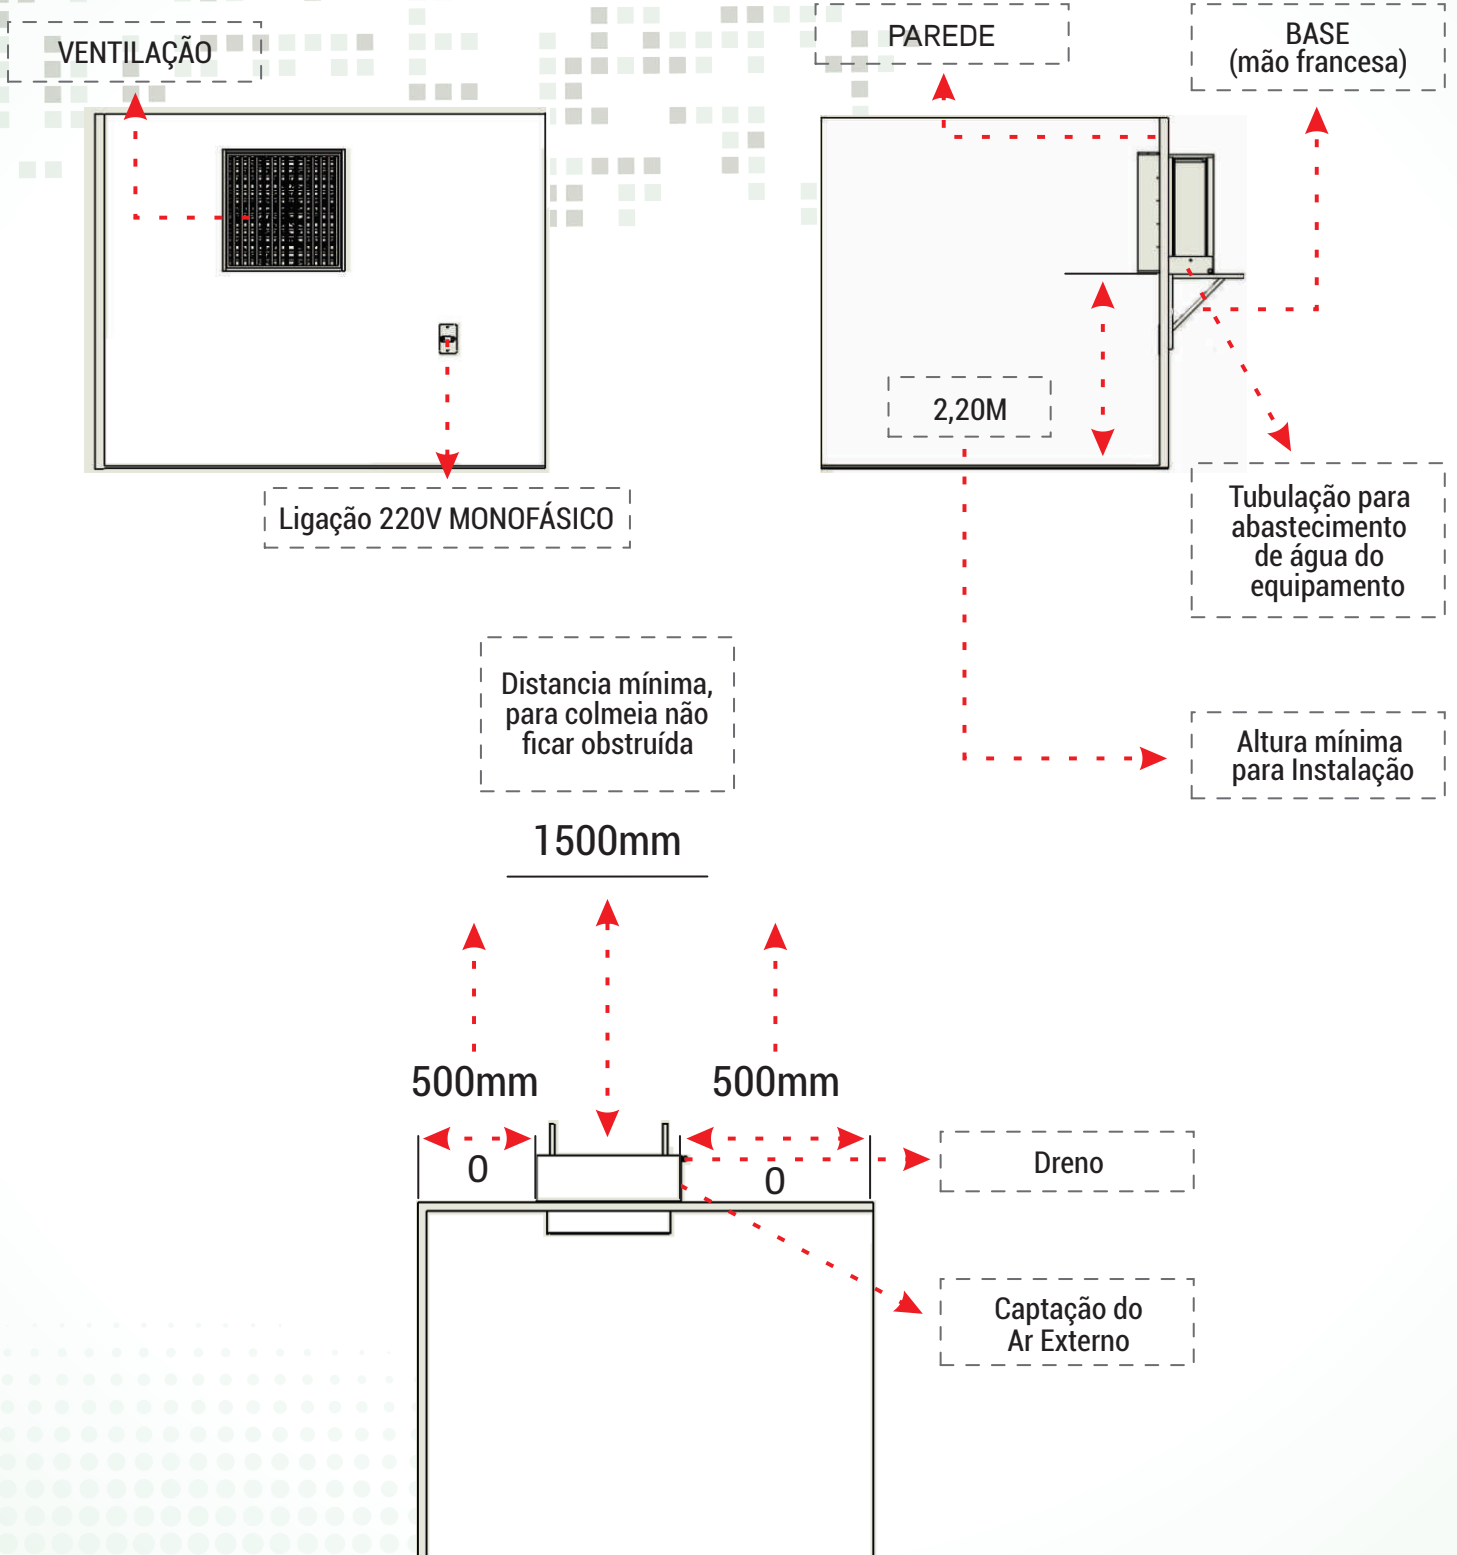 VENTILAÇÃO
PAREDE
BASE
(mão francesa)
2,20M
Ligação 220V MONOFÁSICO
Tubulação para
abastecimento
de água do
equipamento
Distancia mínima,
para colmeia não
ficar obstruída
Altura mínima
para Instalação
1500mm
500mm
500mm
0
0
Dreno
Captação do
Ar Externo